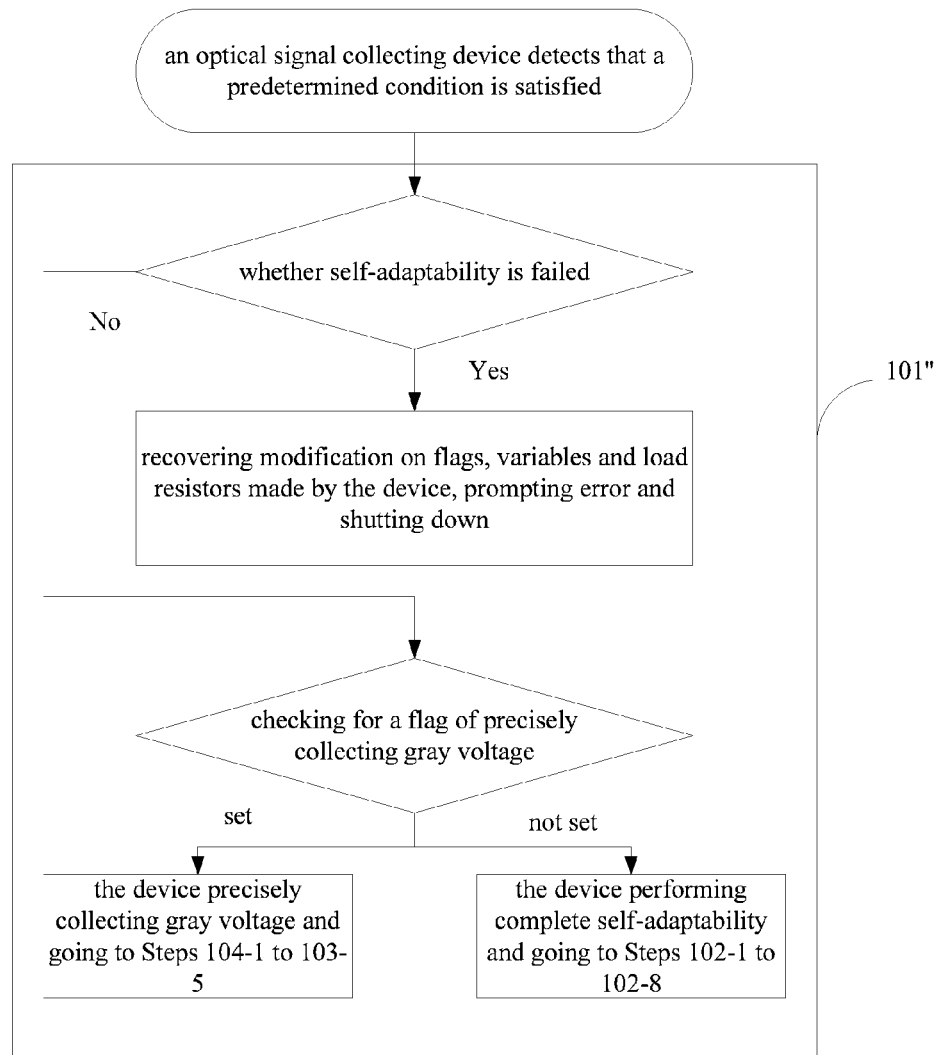 an optical signal collecting device detects that a
predetermined condition is satisfied
whether self-adaptability is failed
No
Yes
101"
recovering modification on flags, variables and load
resistors made by the device, prompting error and
shutting down
checking for a flag of precisely
collecting gray voltage
set
not set
the device precisely
collecting gray voltage and
going to Steps 104-1 to 103-
5
the device performing
complete self-adaptability
and going to Steps 102-1 to
102-8